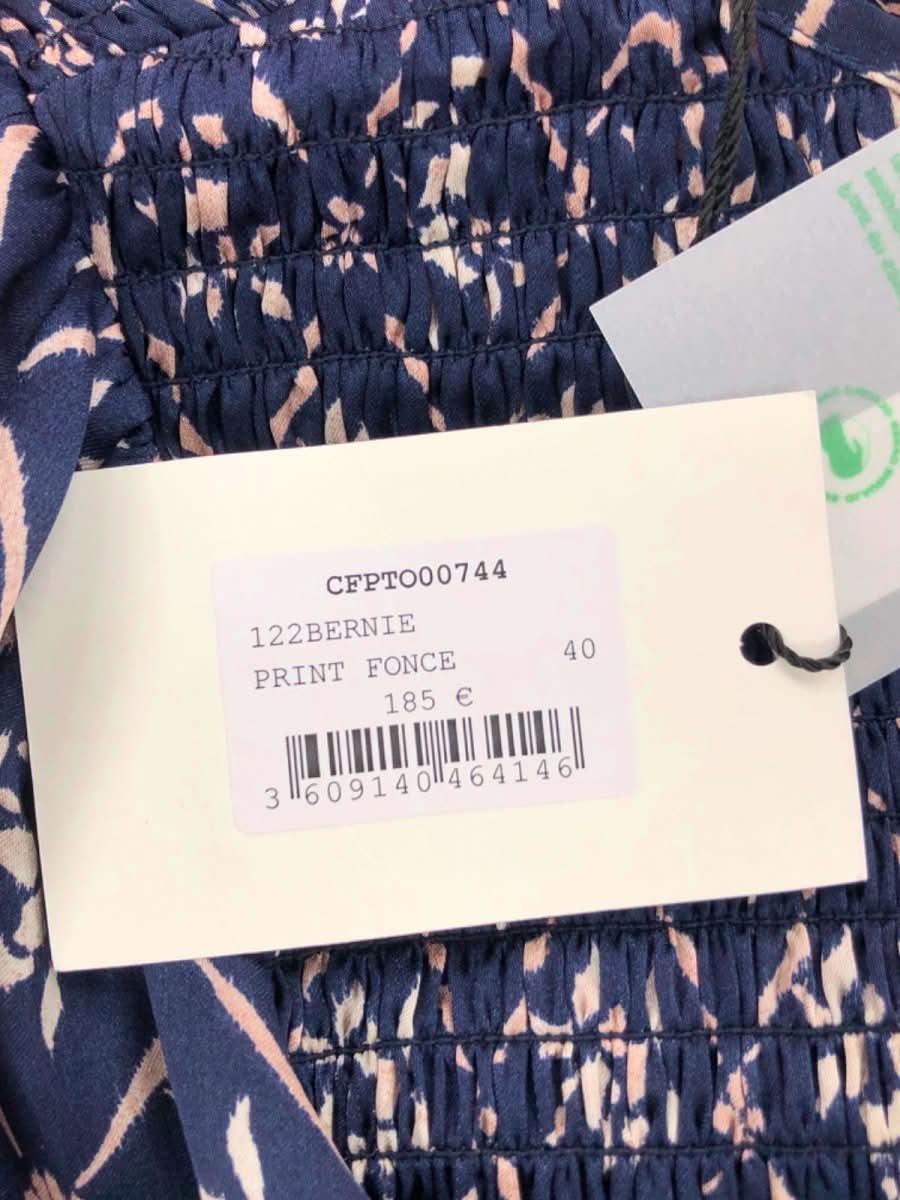 CFPTO00744
122BERNIE
PRINT FONCE 40
185 €
3 609140 464146